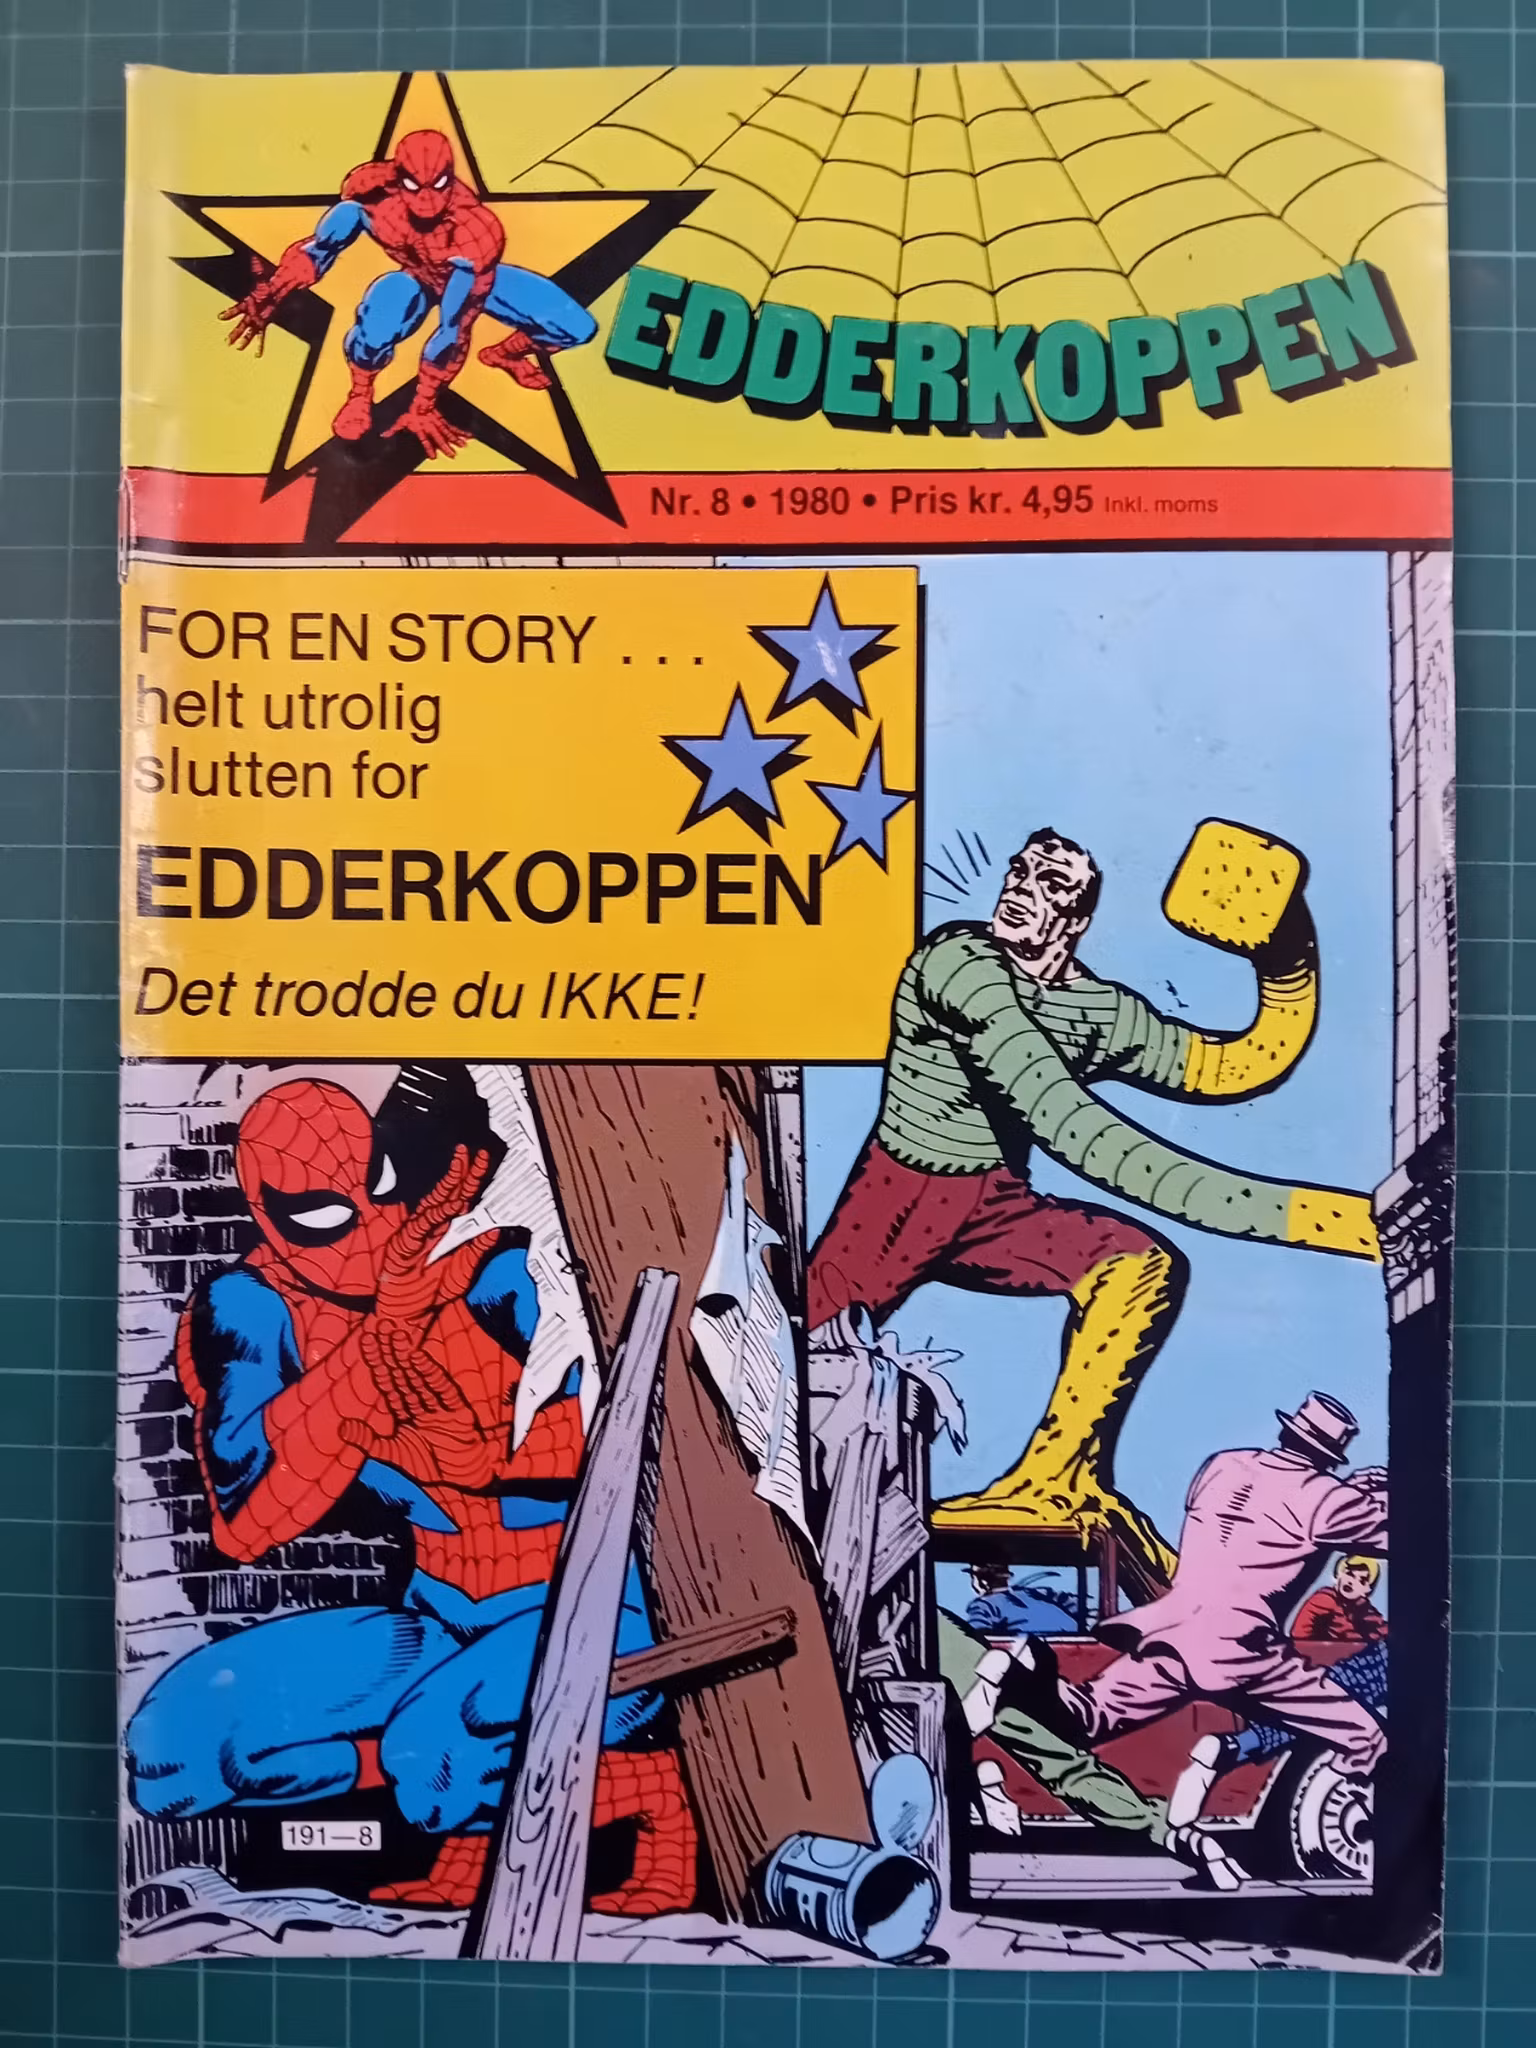 EDDERKOPPEN
Nr. 8 • 1980 • Pris kr. 4,95 Inkl. moms
FOR EN STORY . . .
helt utrolig
slutten for
EDDERKOPPEN
Det trodde du IKKE!
191—8